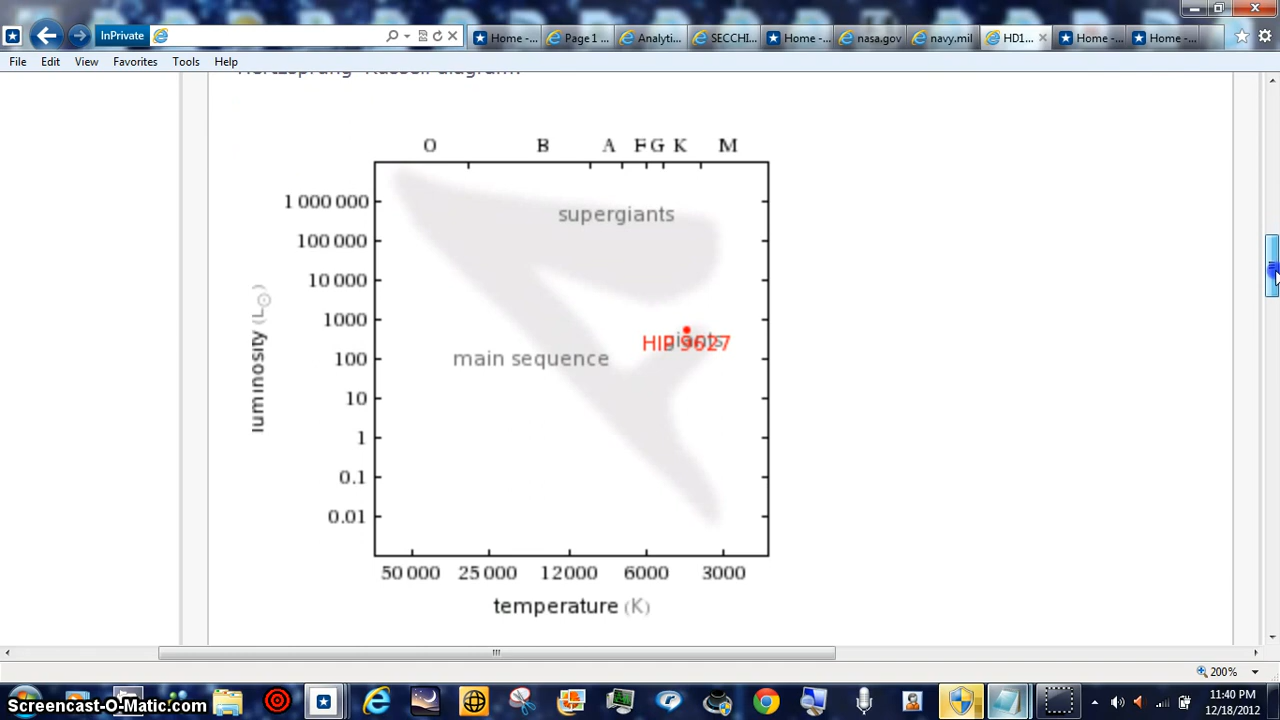 InPrivate
Home -...
Page 1 ...
Analyti...
SECCHI...
Home -...
nasa.gov
navy.mil
HD1...
Home -...
Home -...
File Edit View Favorites Tools Help
O B A F G K M
1 000 000
supergiants
100 000
10 000
1000
giants
HIP 9627
luminosity (L☉)
main sequence
100
10
1
0.1
0.01
50 000 25 000 12000 6000 3000
temperature (K)
200%
Screencast-O-Matic.com
11:40 PM
12/18/2012